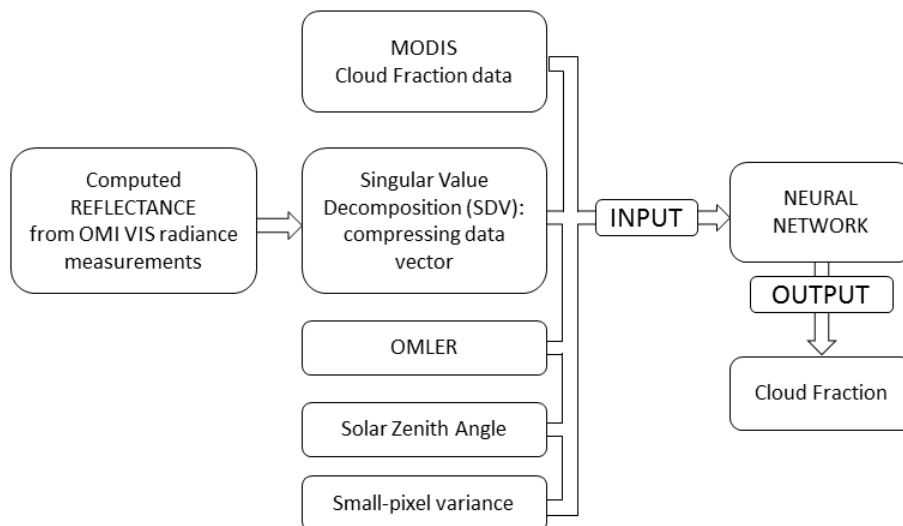 MODIS
Cloud Fraction data
Computed
REFLECTANCE
from OMI VIS radiance
measurements
Singular Value
Decomposition (SDV):
compressing data
vector
INPUT
NEURAL
NETWORK
OUTPUT
OMLER
Cloud Fraction
Solar Zenith Angle
Small-pixel variance